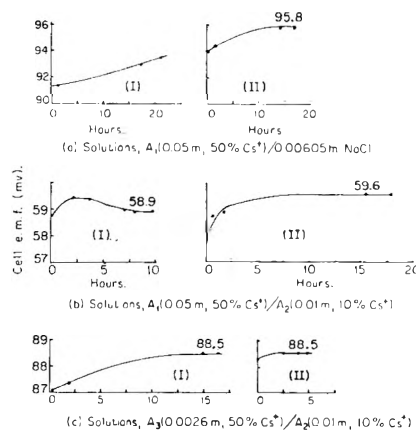 95.8
96
94
92
90
(I)
(II)
0 10 20
0 10 20
Hours.
Hours.
(a) Solutions, A₁(0.05 m, 50% Cs⁺)/0.00605m NaCl
Cell e.m.f. (mv.)
58.9
59.6
59
58
57
(I)
(II)
0 5 10
0 5 10 15 20
Hours.
Hours.
(b) Solutions, A₁(0.05 m, 50% Cs⁺)/A₂(0.01 m, 10% Cs⁺)
88.5
88.5
89
88
87
(I)
(II)
0 5 10 15
0 5
(c) Solutions, A₃(0.0026 m, 50% Cs⁺)/A₂(0.01 m, 10% Cs⁺)